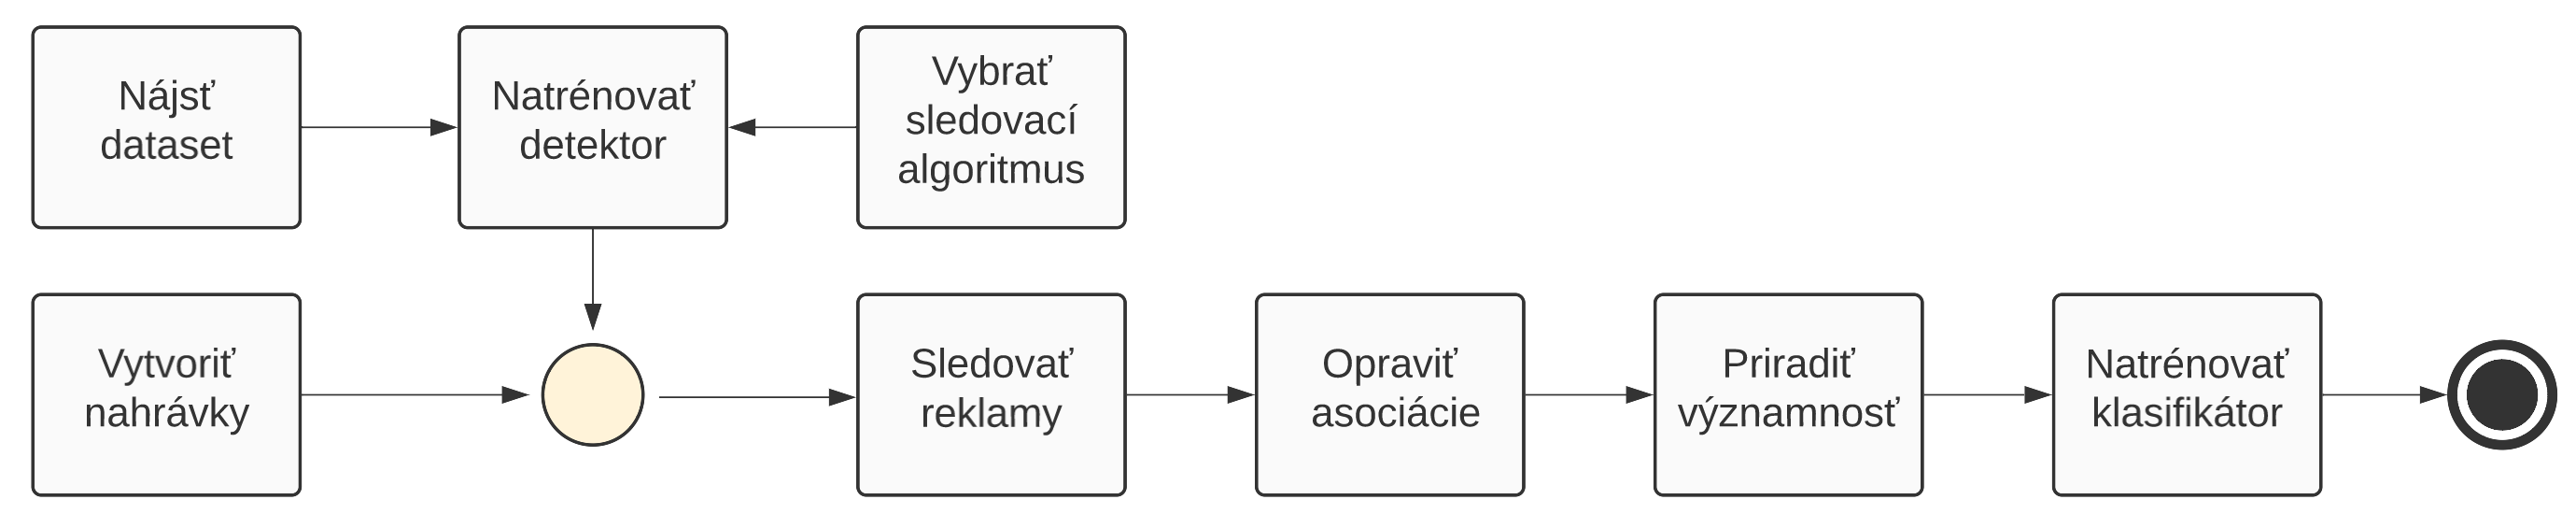 Nájsť
dataset
Natrénovať
detektor
Vybrať
sledovací
algoritmus
Vytvoriť
nahrávky
Sledovať
reklamy
Opraviť
asociácie
Priradiť
významnosť
Natrénovať
klasifikátor